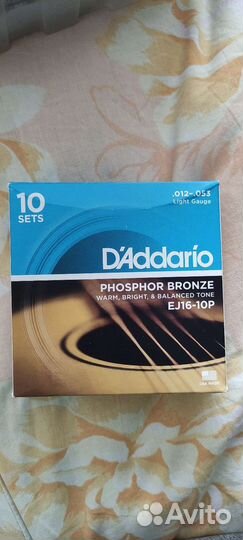 10
SETS
.012–.053
Light Gauge
D'Addario
PHOSPHOR BRONZE
WARM, BRIGHT, & BALANCED TONE
EJ16-10P
Avito